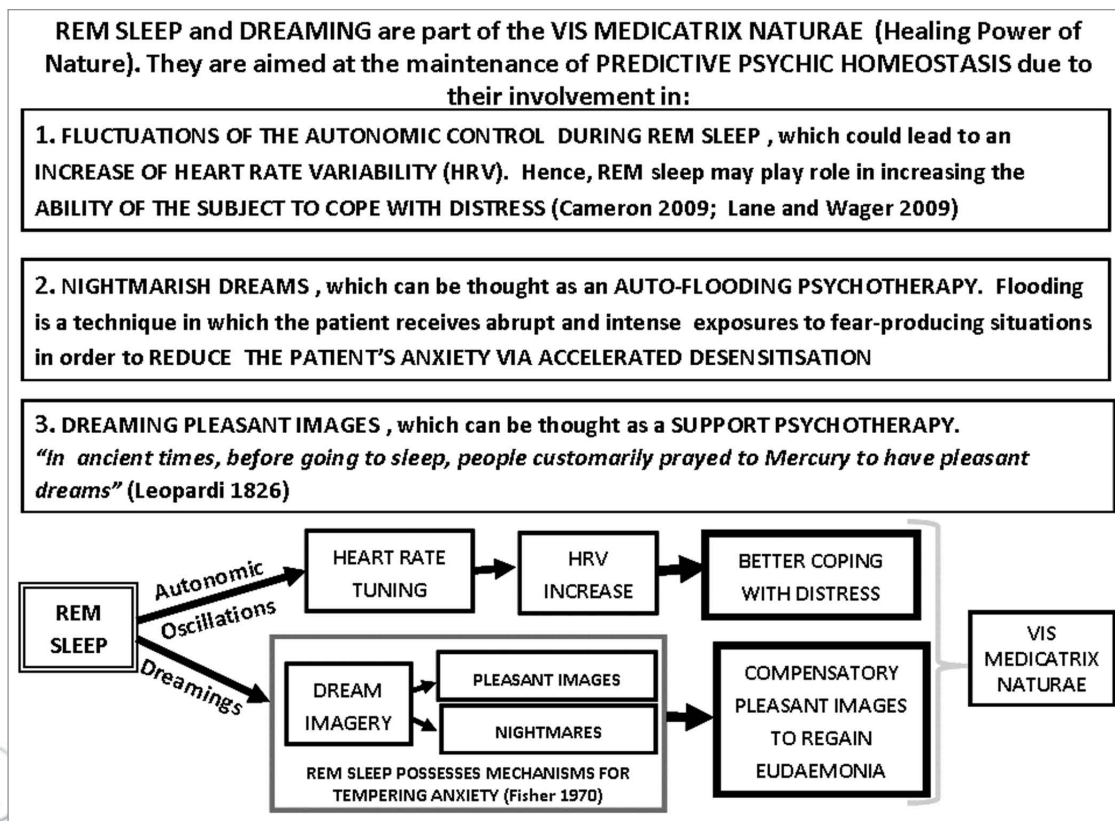 REM SLEEP and DREAMING are part of the VIS MEDICATRIX NATURAE (Healing Power of
Nature). They are aimed at the maintenance of PREDICTIVE PSYCHIC HOMEOSTASIS due to
their involvement in:
1. FLUCTUATIONS OF THE AUTONOMIC CONTROL DURING REM SLEEP , which could lead to an
INCREASE OF HEART RATE VARIABILITY (HRV). Hence, REM sleep may play role in increasing the
ABILITY OF THE SUBJECT TO COPE WITH DISTRESS (Cameron 2009; Lane and Wager 2009)
2. NIGHTMARISH DREAMS , which can be thought as an AUTO-FLOODING PSYCHOTHERAPY. Flooding
is a technique in which the patient receives abrupt and intense exposures to fear-producing situations
in order to REDUCE THE PATIENT'S ANXIETY VIA ACCELERATED DESENSITISATION
3. DREAMING PLEASANT IMAGES , which can be thought as a SUPPORT PSYCHOTHERAPY.
"In ancient times, before going to sleep, people customarily prayed to Mercury to have pleasant
dreams" (Leopardi 1826)
REM
SLEEP
Autonomic
Oscillations
HEART RATE
TUNING
HRV
INCREASE
BETTER COPING
WITH DISTRESS
Dreamings
DREAM
IMAGERY
PLEASANT IMAGES
NIGHTMARES
REM SLEEP POSSESSES MECHANISMS FOR
TEMPERING ANXIETY (Fisher 1970)
COMPENSATORY
PLEASANT IMAGES
TO REGAIN
EUDAEMONIA
VIS
MEDICATRIX
NATURAE